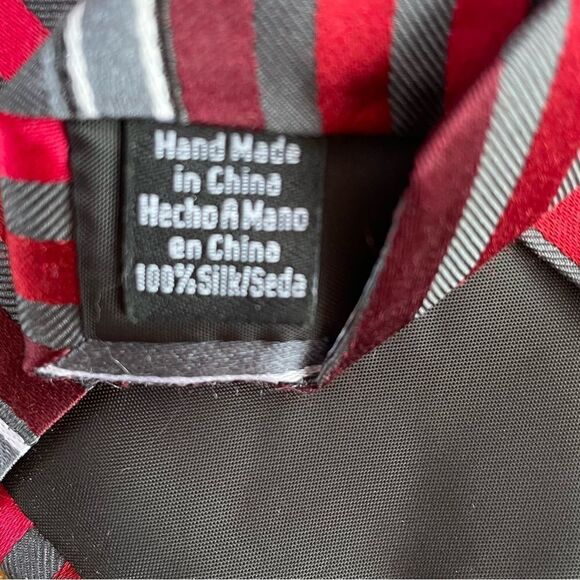 Hand Made
in China
Hecho A Mano
en China
100% Silk/Seda